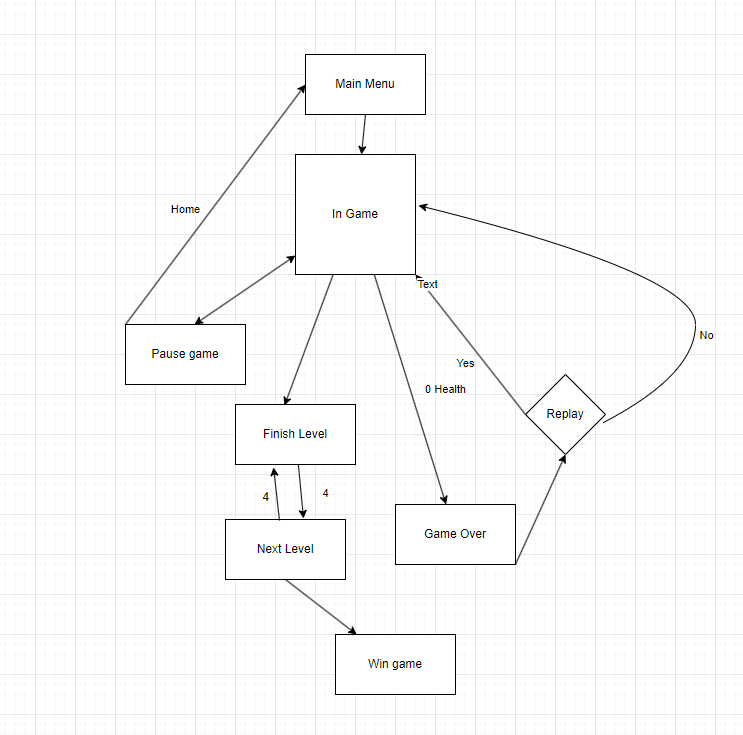 Main Menu
Home
In Game
Text
No
Pause game
Yes
0 Health
Replay
Finish Level
4
4
Game Over
Next Level
Win game